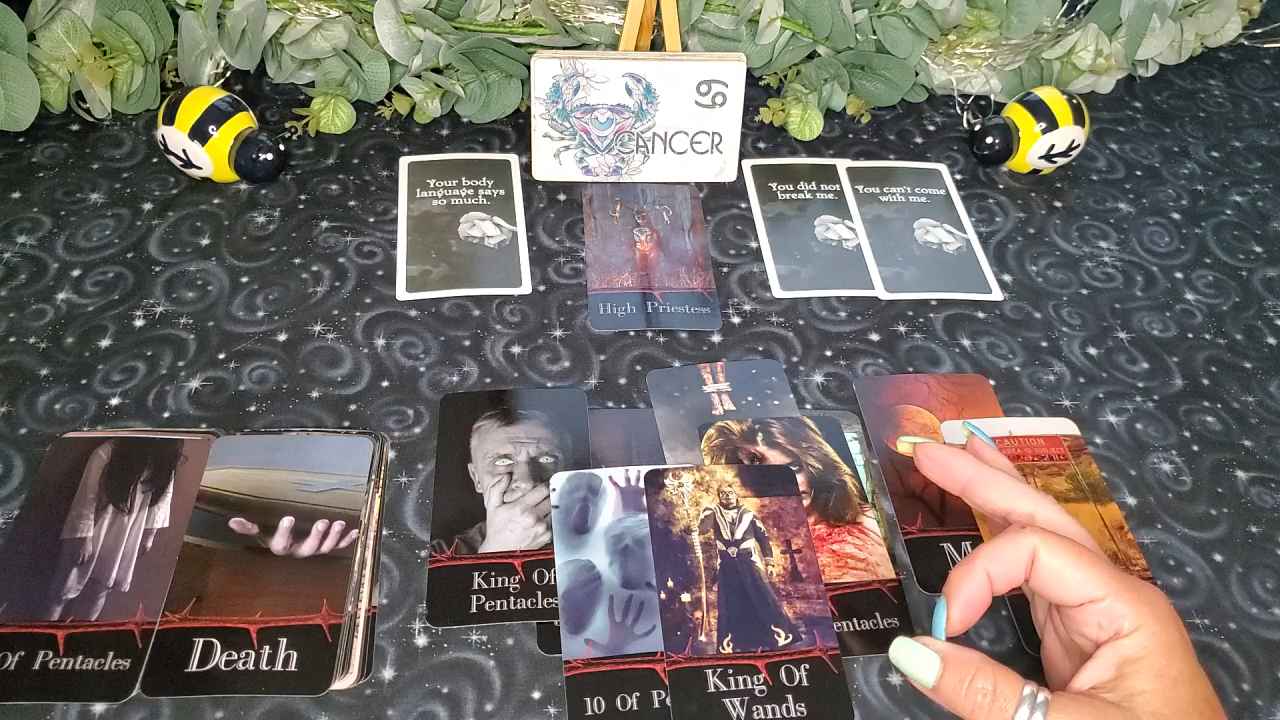 CANCER
Your body
language says
so much.
You did not
break me.
You can't come
with me.
High Priestess
CAUTION
King Of
Pentacles
M
entacles
Of Pentacles
Death
10 Of Pe
King Of
Wands